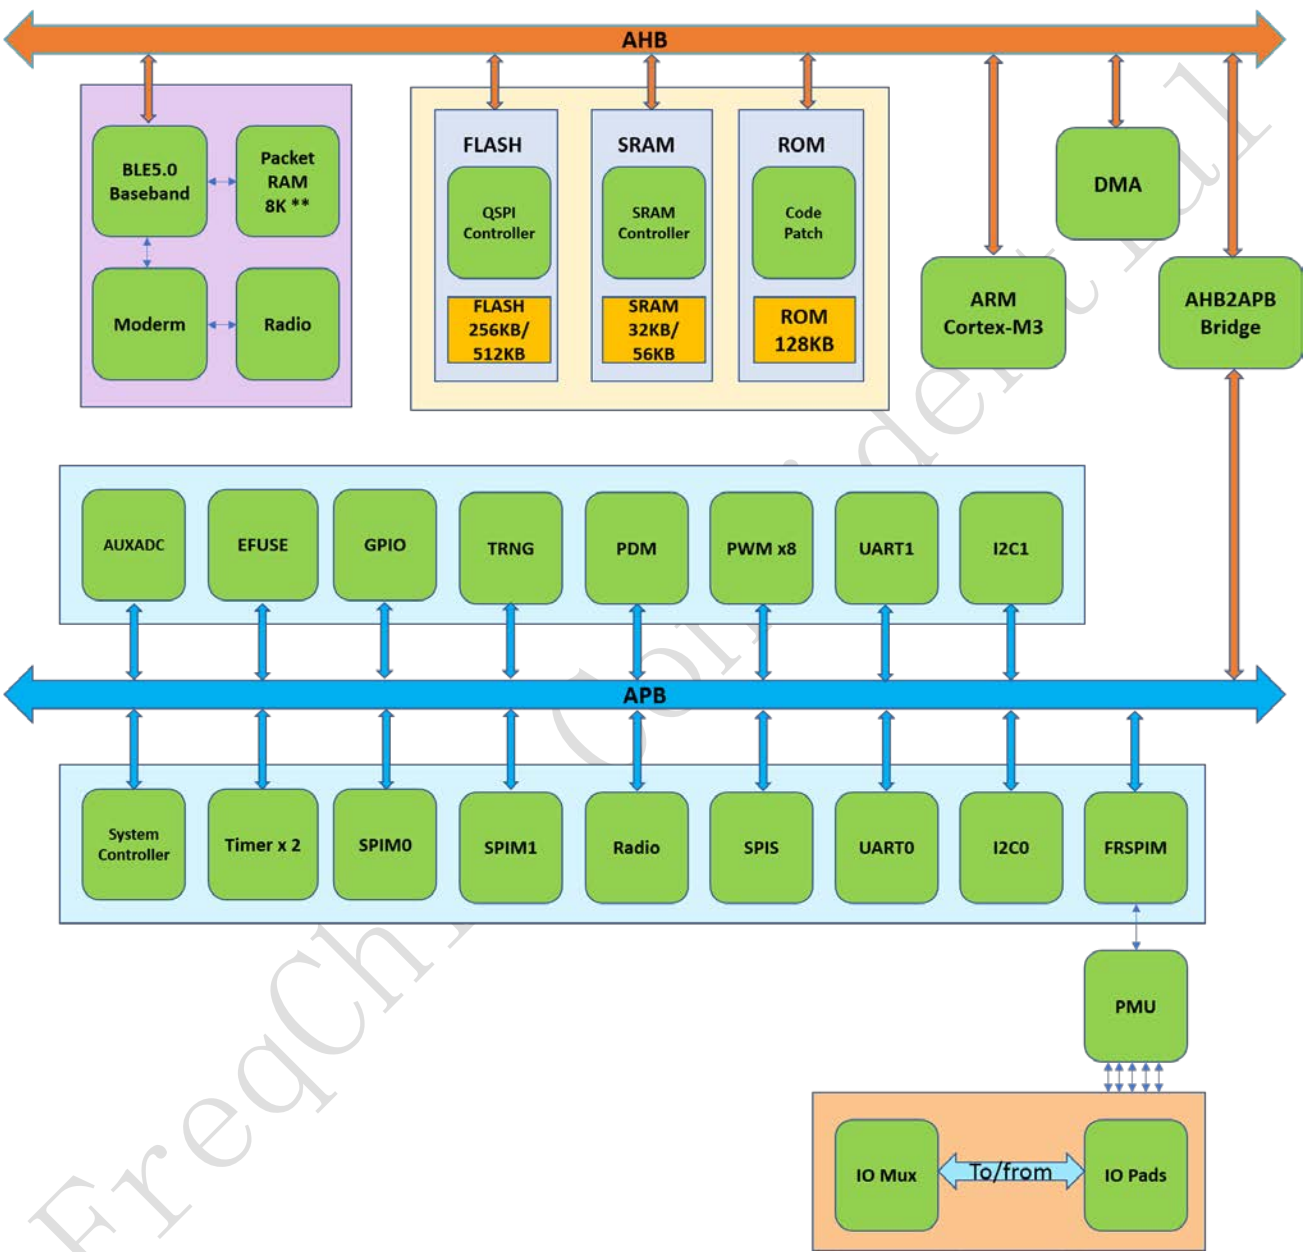 AHB
BLE5.0
Baseband
Packet
RAM
8K **
Moderm
Radio
FLASH
QSPI
Controller
FLASH
256KB/
512KB
SRAM
SRAM
Controller
SRAM
32KB/
56KB
ROM
Code
Patch
ROM
128KB
ARM
Cortex-M3
DMA
AHB2APB
Bridge
AUXADC
EFUSE
GPIO
TRNG
PDM
PWM x8
UART1
I2C1
APB
System
Controller
Timer x 2
SPIM0
SPIM1
Radio
SPIS
UART0
I2C0
FRSPIM
PMU
IO Mux
To/from
IO Pads